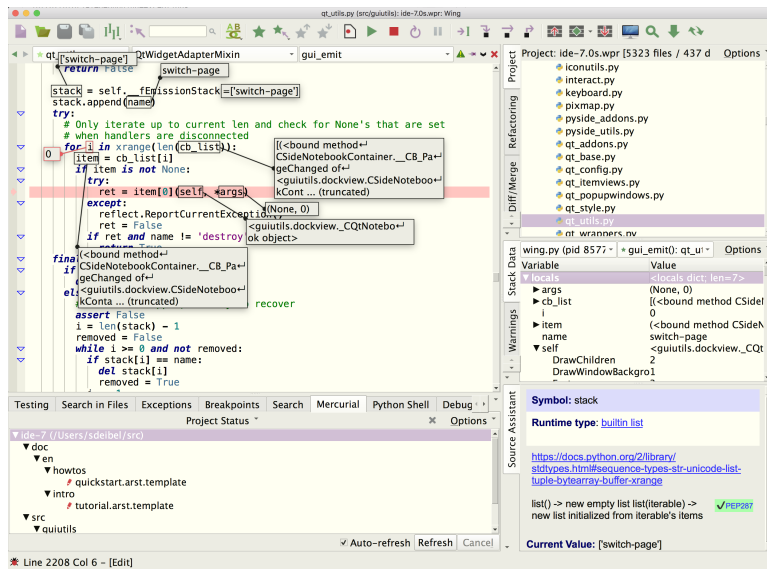 qt_utils.py (src/guiutils): ide-7.0s.wpr: Wing
QtWidgetAdapterMixin
gui_emit
['switch-page']
return False
switch-page
stack = self.__fEmissionStack
=['switch-page']
stack.append(name)
try:
# Only iterate up to current len and check for None's that are set
# when handlers are disconnected
for i in xrange(len(cb_list)):
0
item = cb_list[i]
if item is not None:
try:
ret = item[0](self, *args)
except:
reflect.ReportCurrentException
ret = False
if ret and name != 'destroy'
return True
[(<bound method↵
CSideNotebookContainer.__CB_Pa↵
geChanged of↵
<guiutils.dockview.CSideNoteboo↵
kCont ... (truncated)
(None, 0)
<guiutils.dockview._CQtNotebo↵
ok object>
(<bound method↵
CSideNotebookContainer.__CB_Pa↵
geChanged of↵
<guiutils.dockview.CSideNoteboo↵
kConta ... (truncated)
recover
assert False
i = len(stack) - 1
removed = False
while i >= 0 and not removed:
if stack[i] == name:
del stack[i]
removed = True
Testing Search in Files Exceptions Breakpoints Search Mercurial Python Shell Debug
Project Status
Options
ide-7 (/Users/sdeibel/src)
doc
en
howtos
quickstart.arst.template
intro
tutorial.arst.template
src
guiutils
Auto-refresh Refresh Cancel
Line 2208 Col 6 - [Edit]
Project
Refactoring
Diff/Merge
Project: ide-7.0s.wpr [5323 files / 437 d Options
iconutils.py
interact.py
keyboard.py
pixmap.py
pyside_addons.py
pyside_utils.py
qt_addons.py
qt_base.py
qt_config.py
qt_itemviews.py
qt_popupwindows.py
qt_style.py
qt_utils.py
qt_wrappers.py
Stack Data
Warnings
wing.py (pid 8577
gui_emit(): qt_u
Options
Variable Value
locals <locals dict; len=7>
args (None, 0)
cb_list [(<bound method CSideN
i 0
item (<bound method CSideN
name switch-page
self <guiutils.dockview._CQt
DrawChildren 2
DrawWindowBackgro 1
Source Assistant
Symbol: stack
Runtime type: builtin list
https://docs.python.org/2/library/
stdtypes.html#sequence-types-str-unicode-list-
tuple-bytearray-buffer-xrange
list() -> new empty list list(iterable) ->
new list initialized from iterable's items
PEP287
Current Value: ['switch-page']